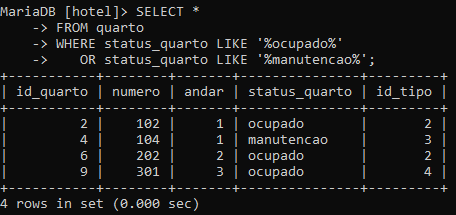 MariaDB [hotel]> SELECT *
    -> FROM quarto
    -> WHERE status_quarto LIKE '%ocupado%'
    ->    OR status_quarto LIKE '%manutencao%';
+-----------+--------+-------+---------------+---------+
| id_quarto | numero | andar | status_quarto | id_tipo |
+-----------+--------+-------+---------------+---------+
|         2 |    102 |     1 | ocupado       |       2 |
|         4 |    104 |     1 | manutencao    |       3 |
|         6 |    202 |     2 | ocupado       |       2 |
|         9 |    301 |     3 | ocupado       |       4 |
+-----------+--------+-------+---------------+---------+
4 rows in set (0.000 sec)